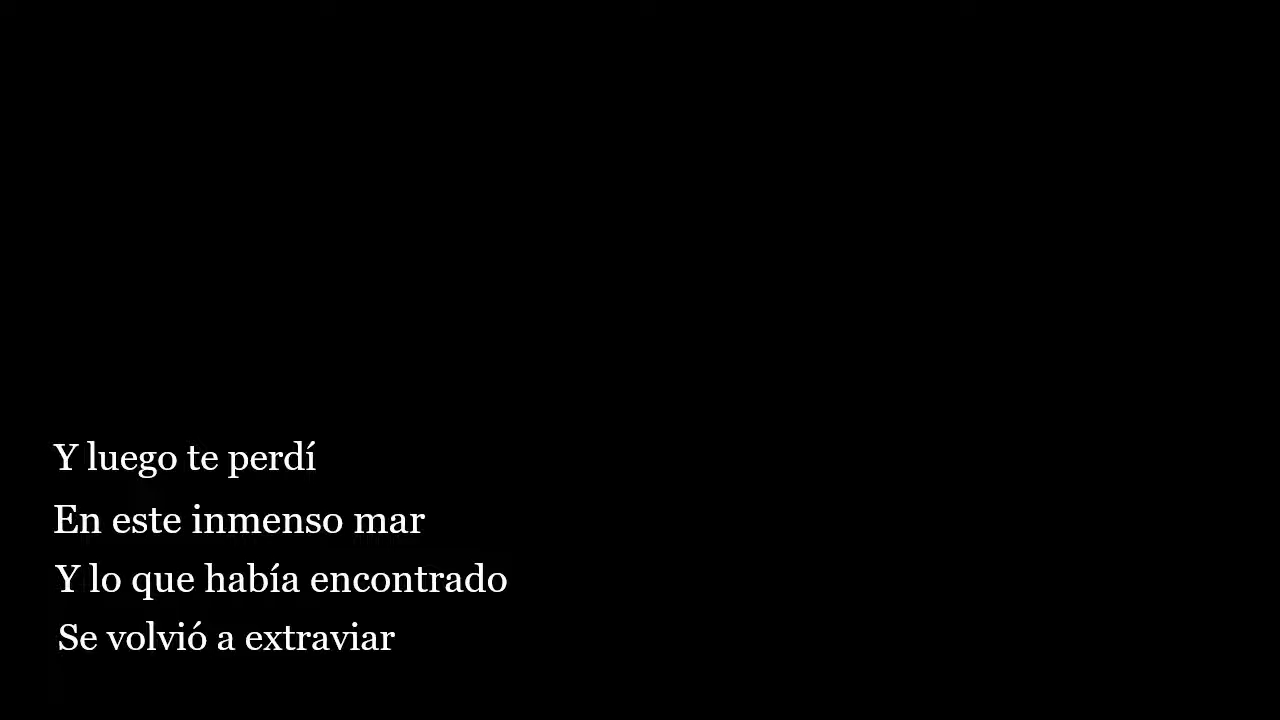 Y luego te perdí
En este inmenso mar
Y lo que había encontrado
Se volvió a extraviar